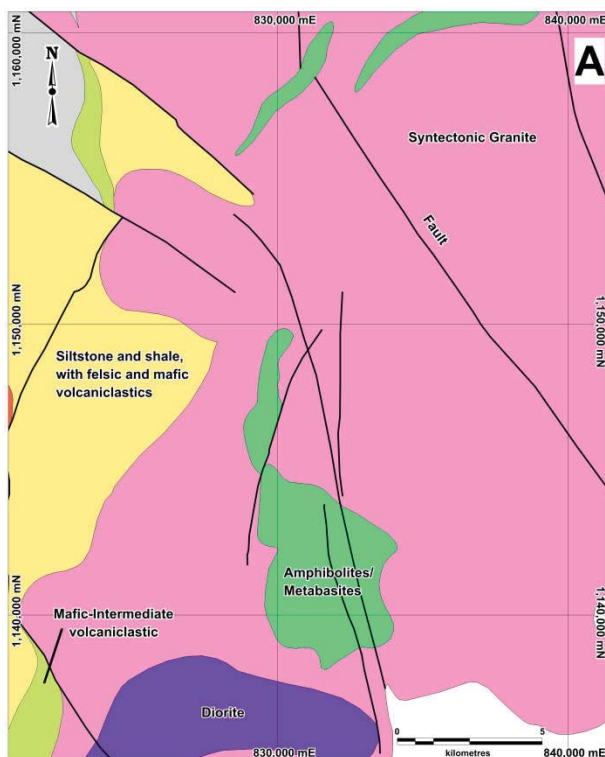 830,000 mE
840,000 mE
A
1,160,000 mN
N
Syntectonic Granite
Fault
1,150,000 mN
1,150,000 mN
Siltstone and shale,
with felsic and mafic
volcaniclastics
Amphibolites/
Metabasites
1,140,000 mN
1,140,000 mN
Mafic-Intermediate
volcaniclastic
Diorite
0
5
kilometres
830,000 mE
840,000 mE